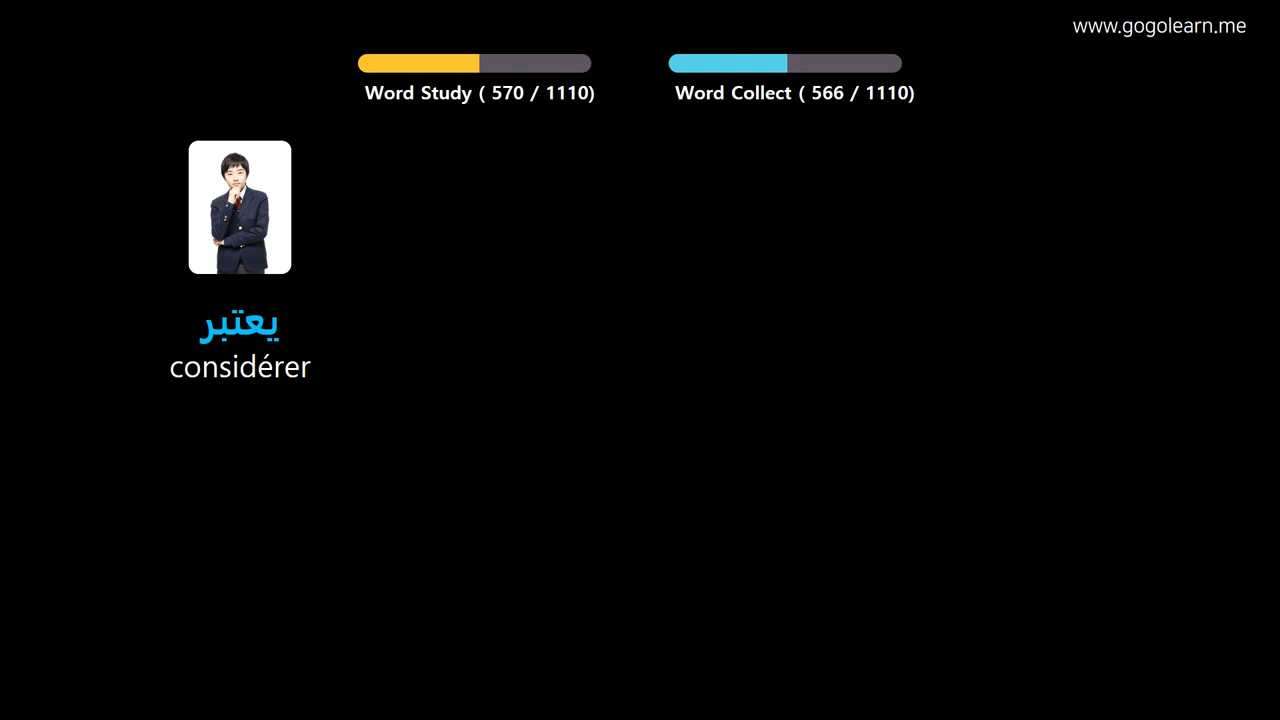 www.gogolearn.me
Word Study ( 570 / 1110)
Word Collect ( 566 / 1110)
يعتبر
considérer